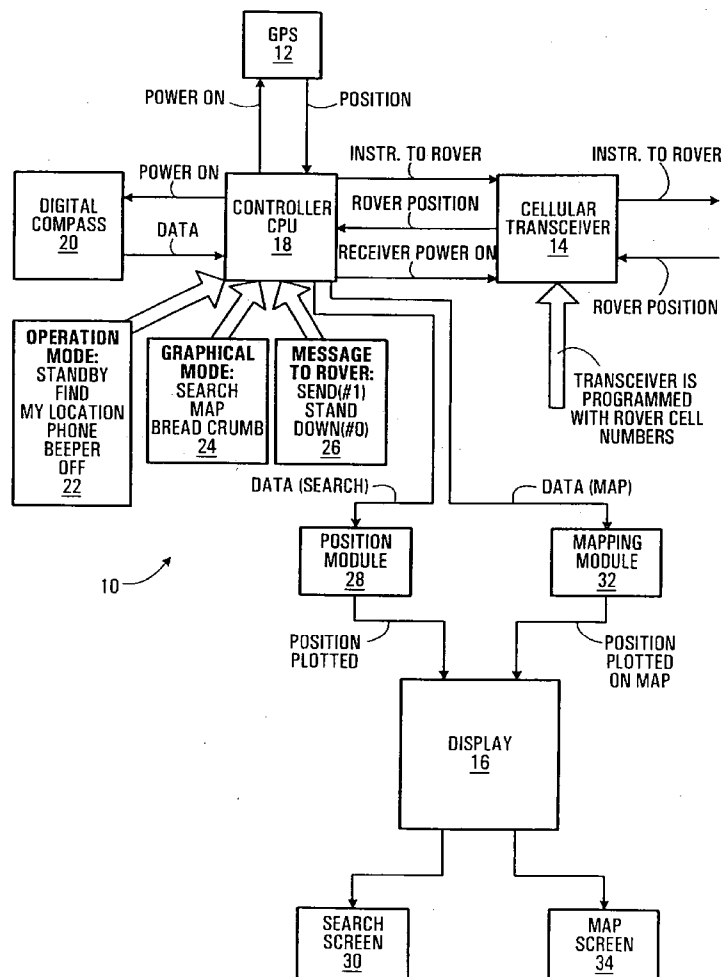 GPS
12
POWER ON
POSITION
POWER ON
INSTR. TO ROVER
INSTR. TO ROVER
DIGITAL
COMPASS
20
DATA
CONTROLLER
CPU
18
ROVER POSITION
RECEIVER POWER ON
CELLULAR
TRANSCEIVER
14
ROVER POSITION
OPERATION
MODE:
STANDBY
FIND
MY LOCATION
PHONE
BEEPER
OFF
22
GRAPHICAL
MODE:
SEARCH
MAP
BREAD CRUMB
24
MESSAGE
TO ROVER:
SEND(#1)
STAND
DOWN(#0)
26
TRANSCEIVER IS
PROGRAMMED
WITH ROVER CELL
NUMBERS
DATA (SEARCH)
DATA (MAP)
10
POSITION
MODULE
28
MAPPING
MODULE
32
POSITION
PLOTTED
POSITION
PLOTTED
ON MAP
DISPLAY
16
SEARCH
SCREEN
30
MAP
SCREEN
34